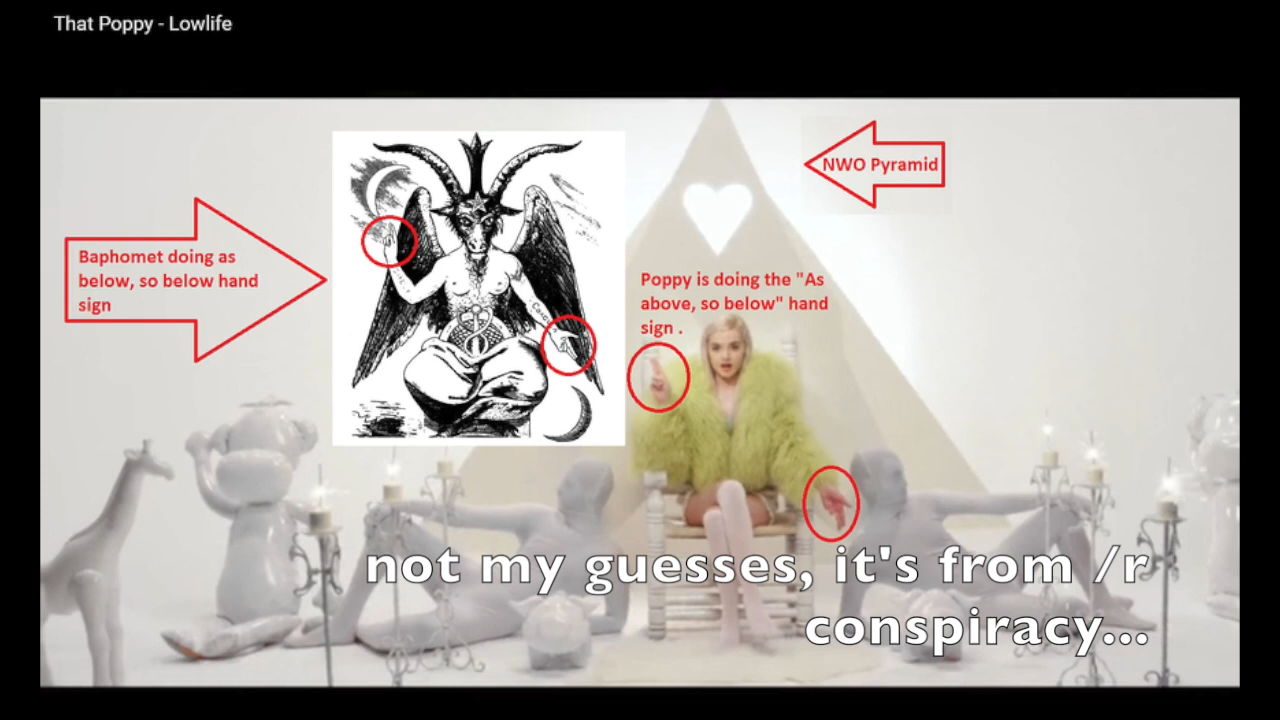 That Poppy - Lowlife
NWO Pyramid
Baphomet doing as
below, so below hand
sign
Poppy is doing the "As
above, so below" hand
sign .
not my guesses, it's from /r
conspiracy...